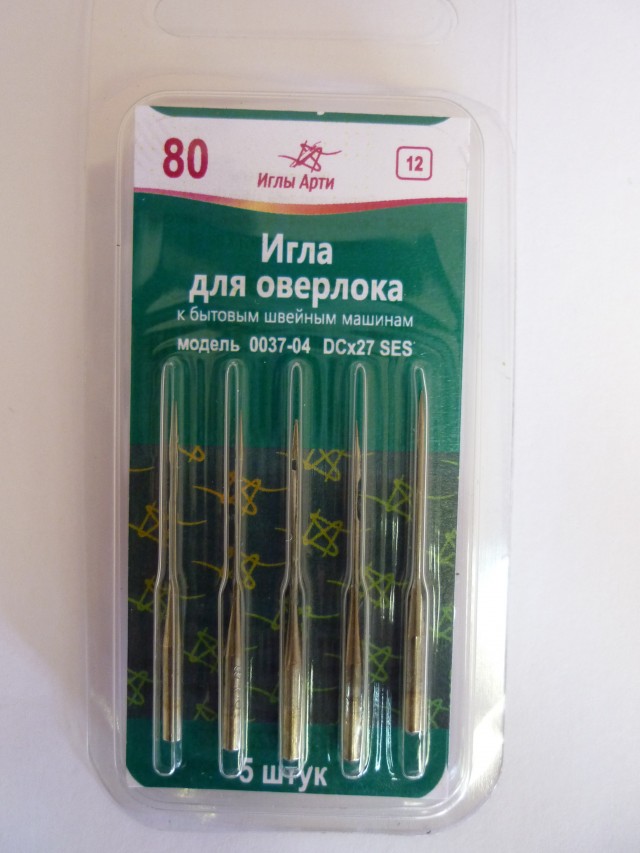 80
Иглы Арти
12
Игла
для оверлока
к бытовым швейным машинам
модель 0037-04 DCx27 SES
5 штук